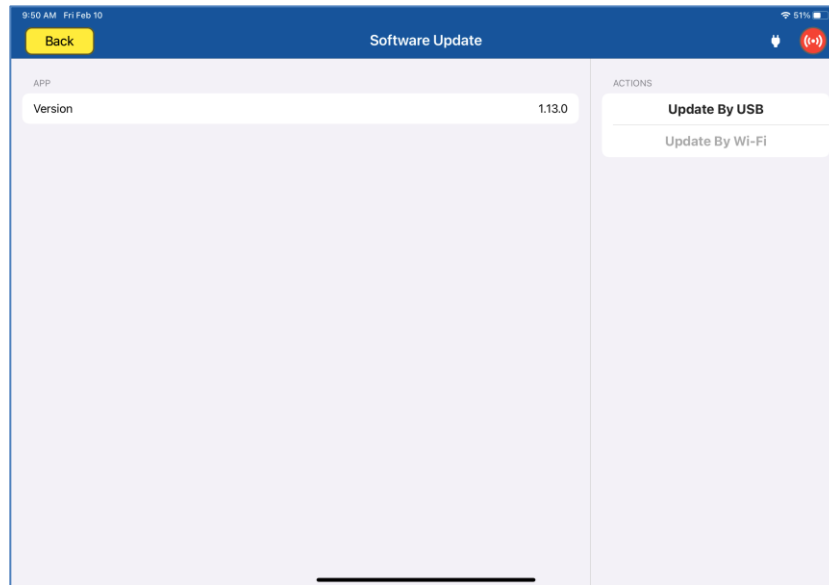 9:50 AM Fri Feb 10
51%
Back
Software Update
APP
Version
1.13.0
ACTIONS
Update By USB
Update By Wi-Fi